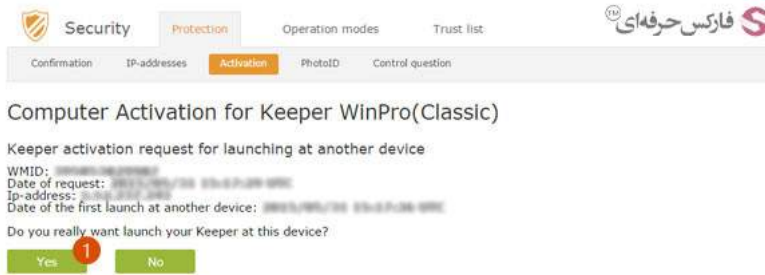 Security Protection Operation modes Trust list فارکس‌حرفه‌ای™
Confirmation IP-addresses Activation PhotoID Control question
Computer Activation for Keeper WinPro(Classic)
Keeper activation request for launching at another device
WMID:
Date of request:
Ip-address:
Date of the first launch at another device:
Do you really want launch your Keeper at this device?
1
Yes No